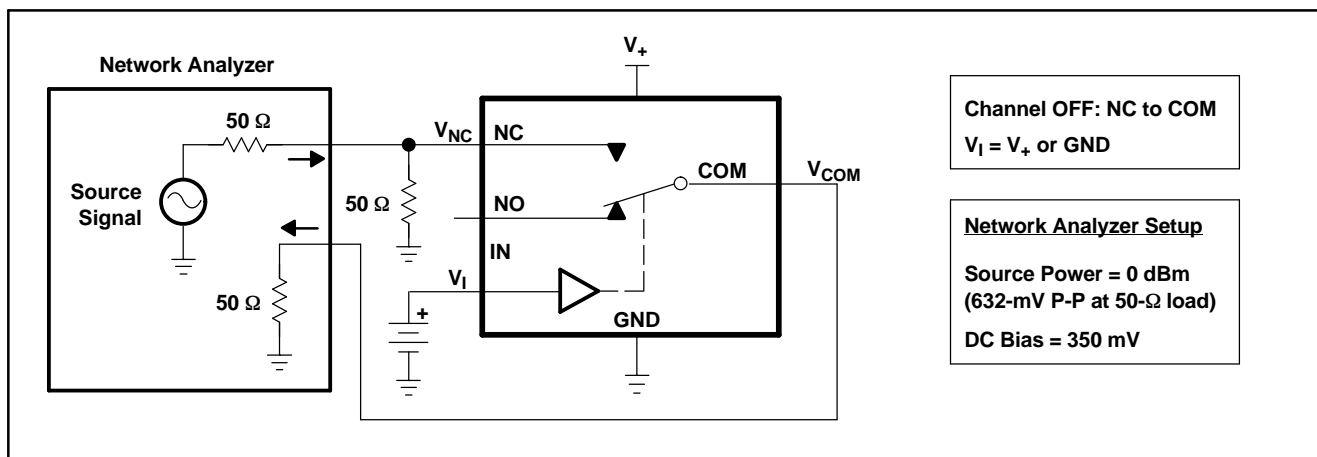 V+
Network Analyzer
50 Ω
VNC
NC
Source
Signal
50 Ω
COM
VCOM
NO
IN
50 Ω
VI
+
GND
Channel OFF: NC to COM
VI = V+ or GND
Network Analyzer Setup
Source Power = 0 dBm
(632-mV P-P at 50-Ω load)
DC Bias = 350 mV